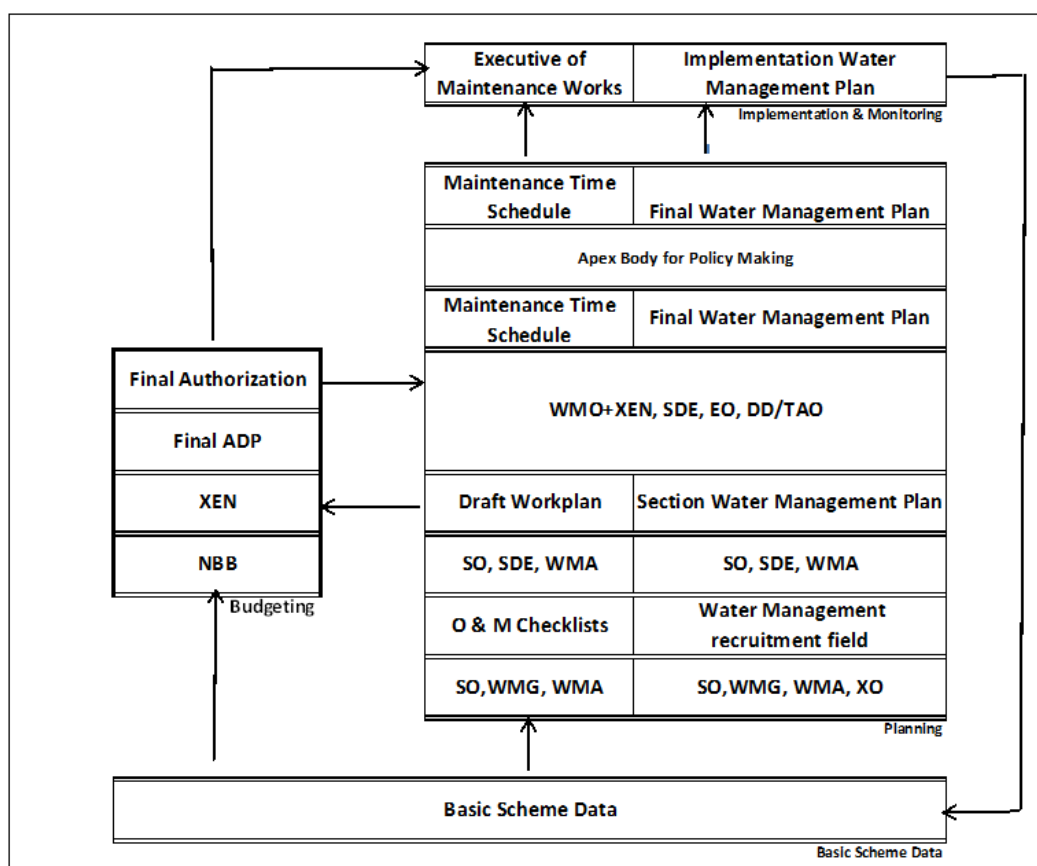 Executive of
Maintenance Works
Implementation Water
Management Plan
Implementation & Monitoring
Maintenance Time
Schedule
Final Water Management Plan
Apex Body for Policy Making
Maintenance Time
Schedule
Final Water Management Plan
Final Authorization
WMO+XEN, SDE, EO, DD/TAO
Final ADP
XEN
Draft Workplan
Section Water Management Plan
NBB
SO, SDE, WMA
SO, SDE, WMA
Budgeting
O & M Checklists
Water Management
recruitment field
SO,WMG, WMA
SO,WMG, WMA, XO
Planning
Basic Scheme Data
Basic Scheme Data